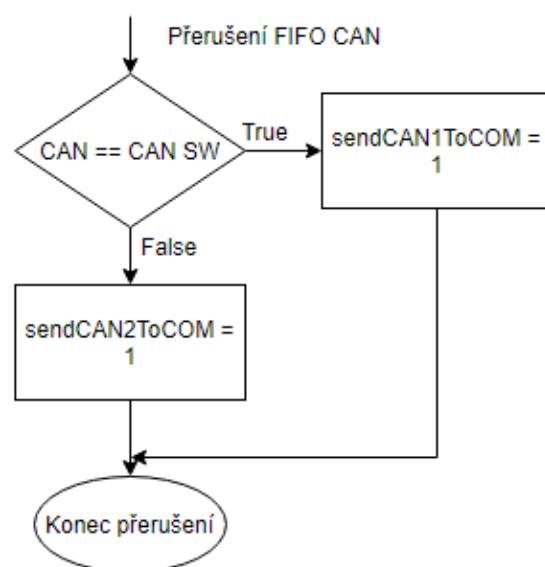 Přerušení FIFO CAN
CAN == CAN SW
True
sendCAN1ToCOM =
1
False
sendCAN2ToCOM =
1
Konec přerušení